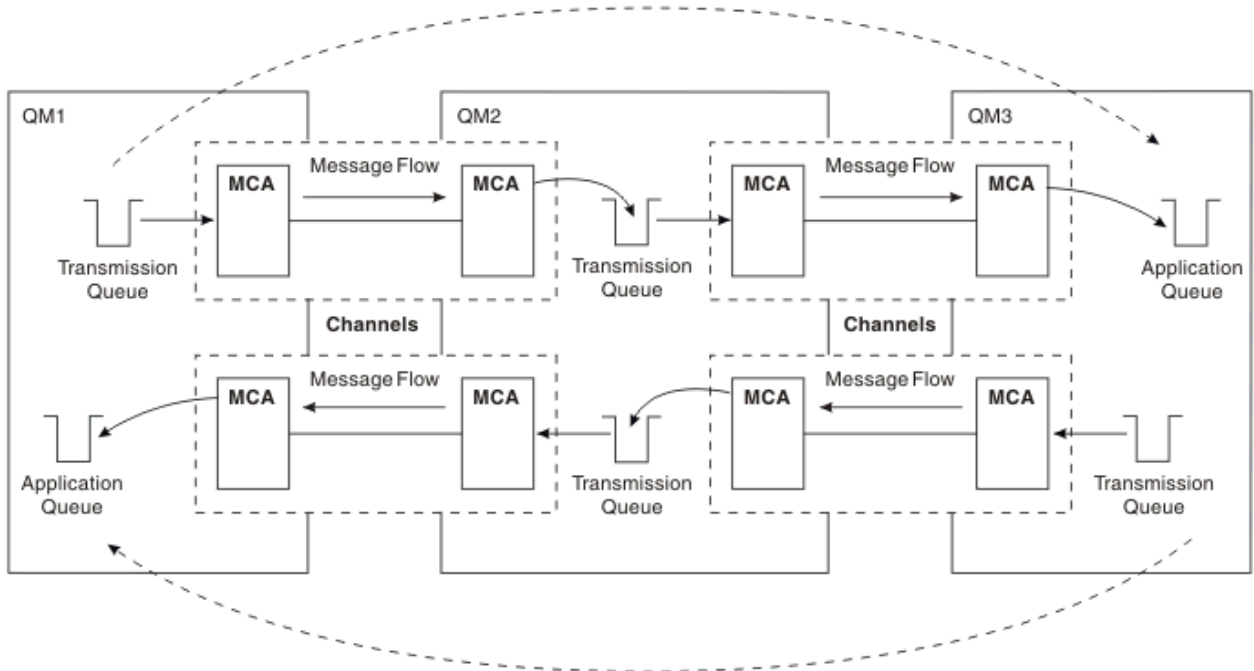 QM1
QM2
QM3
MCA
Message Flow
MCA
MCA
Message Flow
MCA
Transmission
Queue
Transmission
Queue
Application
Queue
Channels
Channels
MCA
Message Flow
MCA
MCA
Message Flow
MCA
Application
Queue
Transmission
Queue
Transmission
Queue